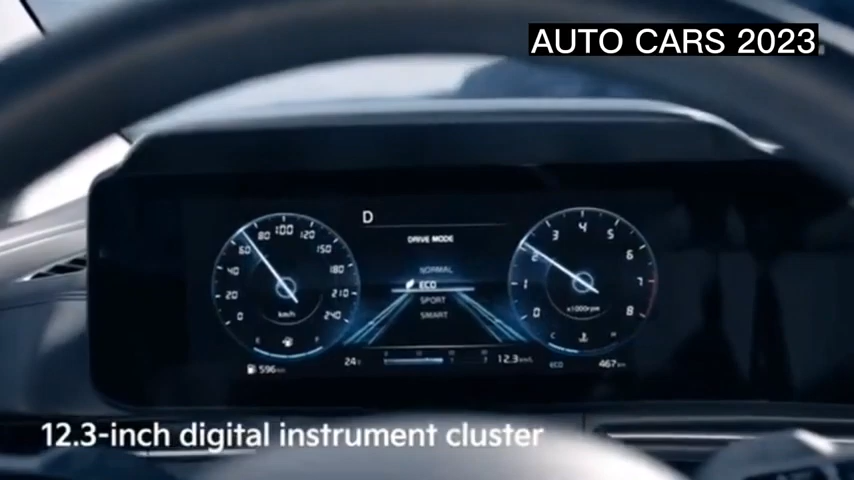 AUTO CARS 2023
D
DRIVE MODE
NORMAL
ECO
SPORT
SMART
0 20 40 60 80 100 120 150 180 210 240
km/h
0 1 2 3 4 5 6 7 8
x1000rpm
E F
C H
596km
24
12.3km/L
ECO
467km
12.3-inch digital instrument cluster